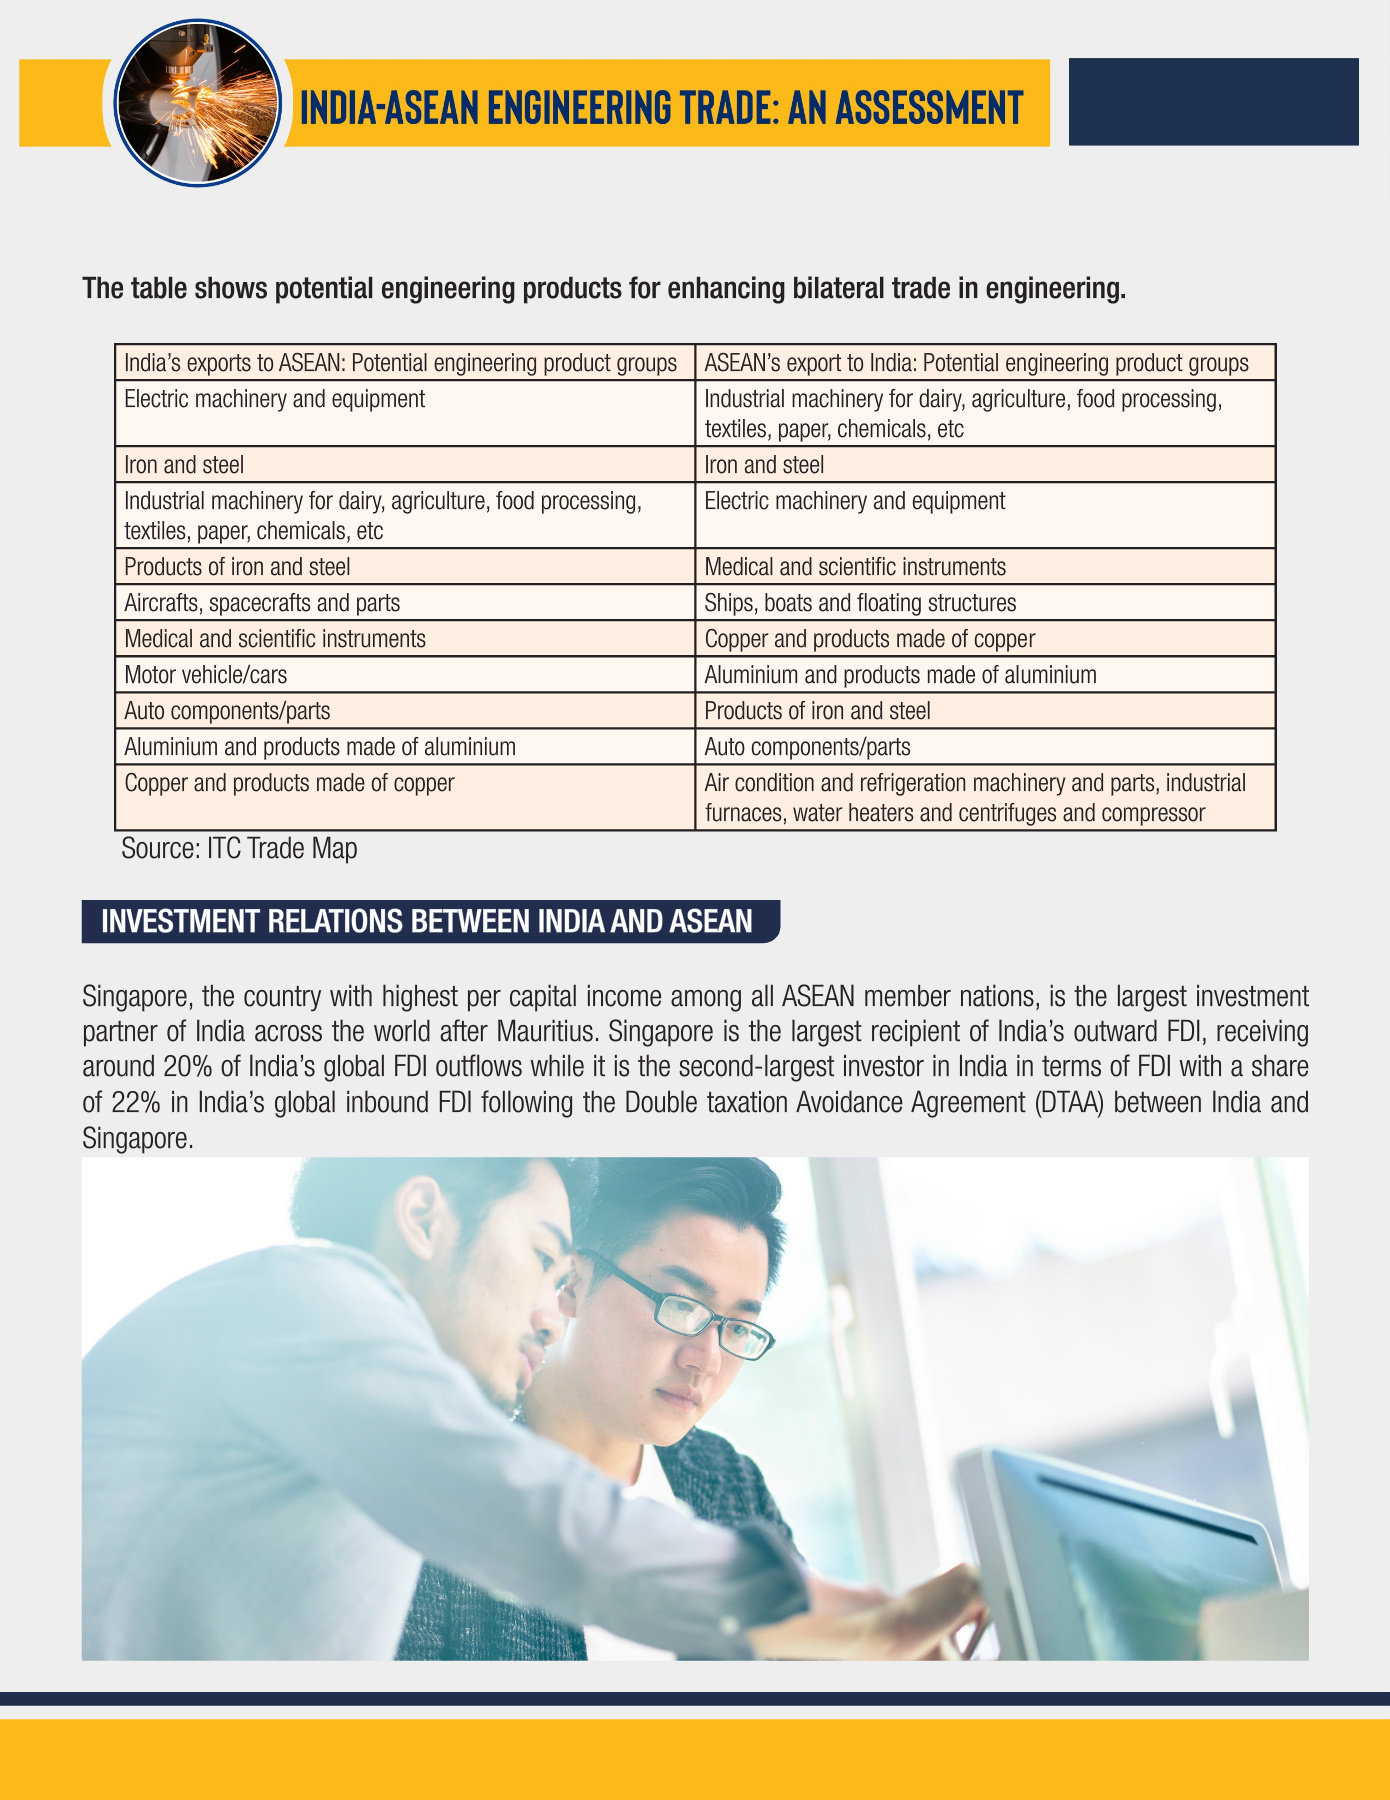 INDIA-ASEAN ENGINEERING TRADE: AN ASSESSMENT
The table shows potential engineering products for enhancing bilateral trade in engineering.
India's exports to ASEAN: Potential engineering product groups
ASEAN's export to India: Potential engineering product groups
Electric machinery and equipment
Industrial machinery for dairy, agriculture, food processing,
textiles, paper, chemicals, etc
Iron and steel
Iron and steel
Industrial machinery for dairy, agriculture, food processing,
textiles, paper, chemicals, etc
Electric machinery and equipment
Products of iron and steel
Medical and scientific instruments
Aircrafts, spacecrafts and parts
Ships, boats and floating structures
Medical and scientific instruments
Copper and products made of copper
Motor vehicle/cars
Aluminium and products made of aluminium
Auto components/parts
Products of iron and steel
Aluminium and products made of aluminium
Auto components/parts
Copper and products made of copper
Air condition and refrigeration machinery and parts, industrial
furnaces, water heaters and centrifuges and compressor
Source: ITC Trade Map
INVESTMENT RELATIONS BETWEEN INDIA AND ASEAN
Singapore, the country with highest per capital income among all ASEAN member nations, is the largest investment
partner of India across the world after Mauritius. Singapore is the largest recipient of India's outward FDI, receiving
around 20% of India's global FDI outflows while it is the second-largest investor in India in terms of FDI with a share
of 22% in India's global inbound FDI following the Double taxation Avoidance Agreement (DTAA) between India and
Singapore.